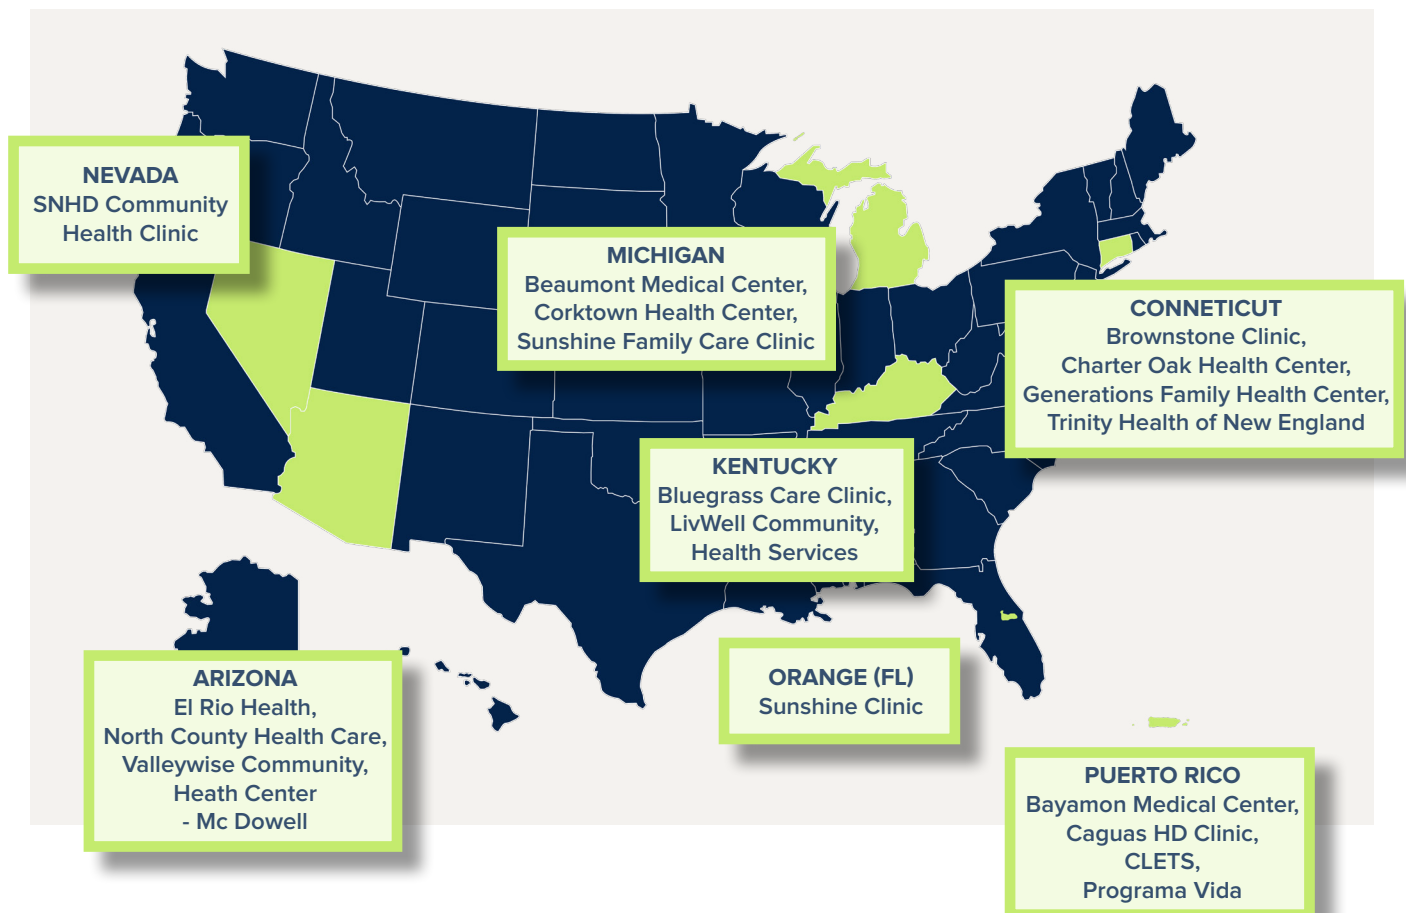 NEVADA
SNHD Community
Health Clinic
MICHIGAN
Beaumont Medical Center,
Corktown Health Center,
Sunshine Family Care Clinic
CONNETICUT
Brownstone Clinic,
Charter Oak Health Center,
Generations Family Health Center,
Trinity Health of New England
KENTUCKY
Bluegrass Care Clinic,
LivWell Community,
Health Services
ARIZONA
El Rio Health,
North County Health Care,
Valleywise Community,
Heath Center
- Mc Dowell
ORANGE (FL)
Sunshine Clinic
PUERTO RICO
Bayamon Medical Center,
Caguas HD Clinic,
CLETS,
Programa Vida